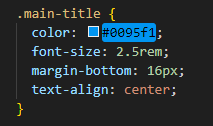 .main-title {
color: #0095f1;
font-size: 2.5rem;
margin-bottom: 16px;
text-align: center;
}